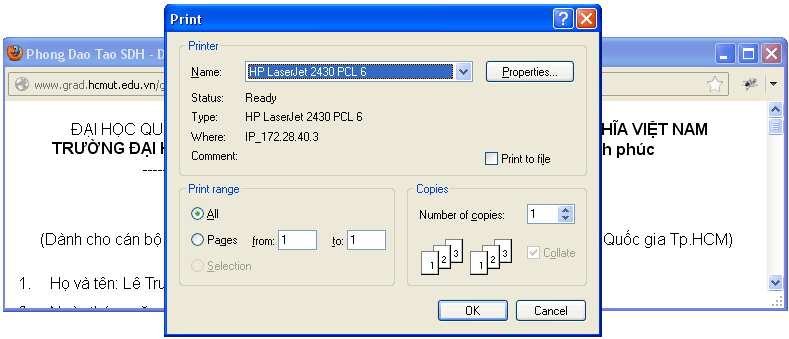 Print
Phong Dao Tao SDH - D
Printer
www.grad.hcmut.edu.vn/g
Name: HP LaserJet 2430 PCL 6 Properties...
Status: Ready
Type: HP LaserJet 2430 PCL 6
Where: IP_172.28.40.3
Comment: Print to file
ĐẠI HỌC QU HĨA VIỆT NAM
TRƯỜNG ĐẠI H h phúc
Print range Copies
All Number of copies: 1
Pages from: 1 to: 1
1 2 3 1 2 3 Collate
Selection
(Dành cho cán bộ Quốc gia Tp.HCM)
1. Họ và tên: Lê Tru
OK Cancel